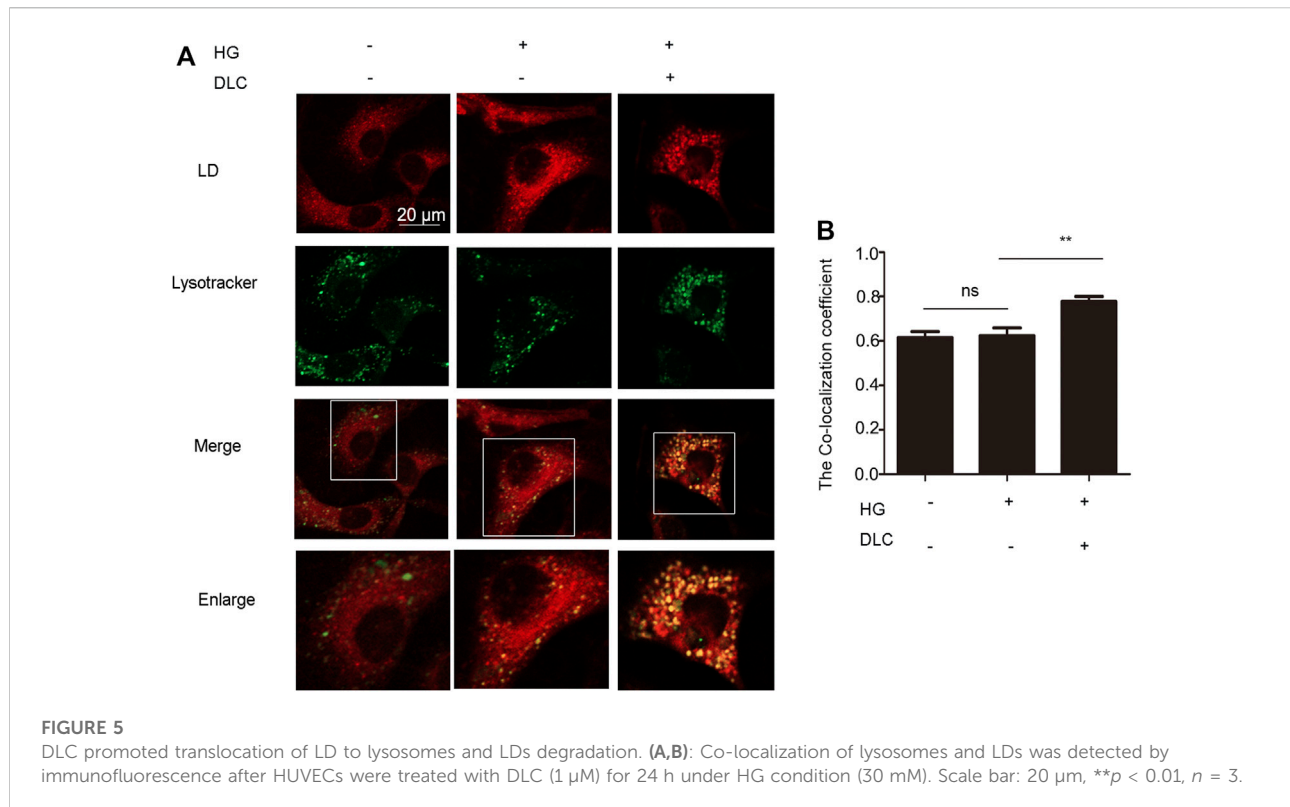 A
HG - + +
DLC - - +
LD
20 µm
Lysotracker
Merge
Enlarge
B
The Co-localization coefficient
1.0
0.8
0.6
0.4
0.2
0.0
ns
**
HG - + +
DLC - - +
FIGURE 5
DLC promoted translocation of LD to lysosomes and LDs degradation. (A,B): Co-localization of lysosomes and LDs was detected by
immunofluorescence after HUVECs were treated with DLC (1 µM) for 24 h under HG condition (30 mM). Scale bar: 20 µm, **p < 0.01, n = 3.